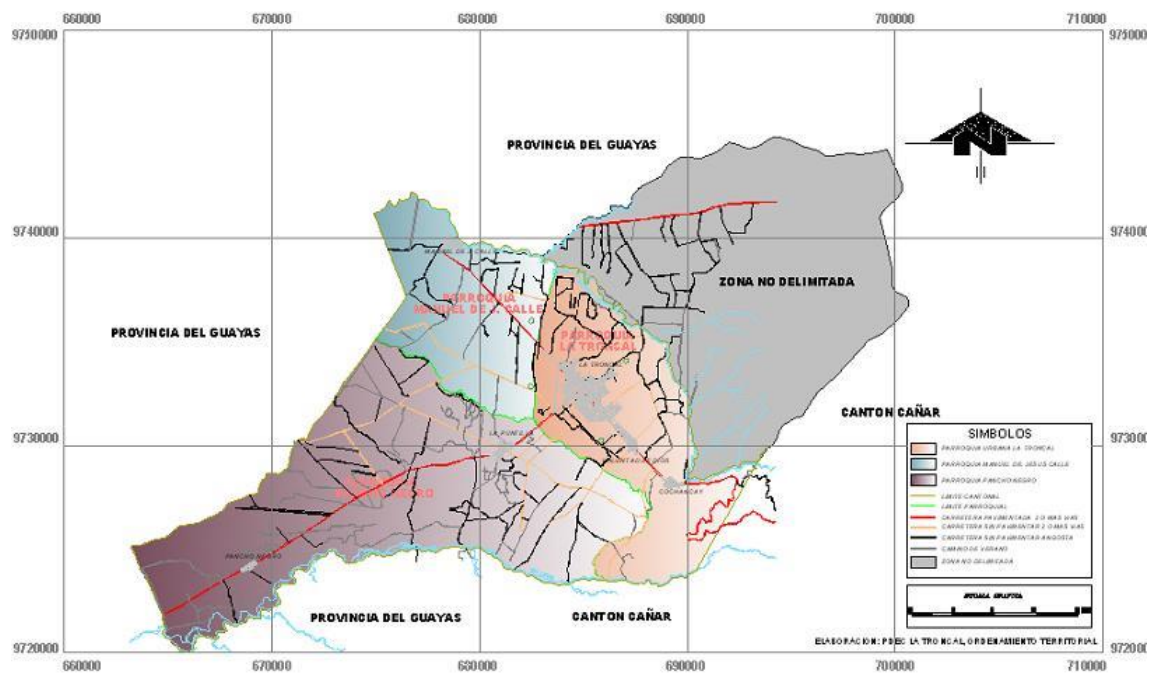 660000 670000 680000 690000 700000 710000
9750000
PROVINCIA DEL GUAYAS
N
9740000 9740000
MANUEL DE J. CALLE
ZONA NO DELIMITADA
PARROQUIA
MANUEL DE J. CALLE
PROVINCIA DEL GUAYAS
PARROQUIA
LA TRONCAL
LA TRONCAL
CANTON CAÑAR
9730000 9730000
LA PUNTILLA
COCHANCAY
NEGRO
PANCHO NEGRO
SIMBOLOS
PARROQUIA URBANA LA TRONCAL
PARROQUIA MANUEL DE JESUS CALLE
PARROQUIA PANCHO NEGRO
LIMITE CANTONAL
LIMITE PARROQUIAL
CARRETERA PAVIMENTADA 2 O MAS VIAS
CARRETERA SIN PAVIMENTAR 2 O MAS VIAS
CARRETERA SIN PAVIMENTAR ANGOSTA
CAMINO DE VERANO
ZONA NO DELIMITADA
PROVINCIA DEL GUAYAS
CANTON CAÑAR
ESCALA GRAFICA
ELABORACION: PDEC LA TRONCAL, ORDENAMIENTO TERRITORIAL
9720000
660000 670000 680000 690000 700000 710000